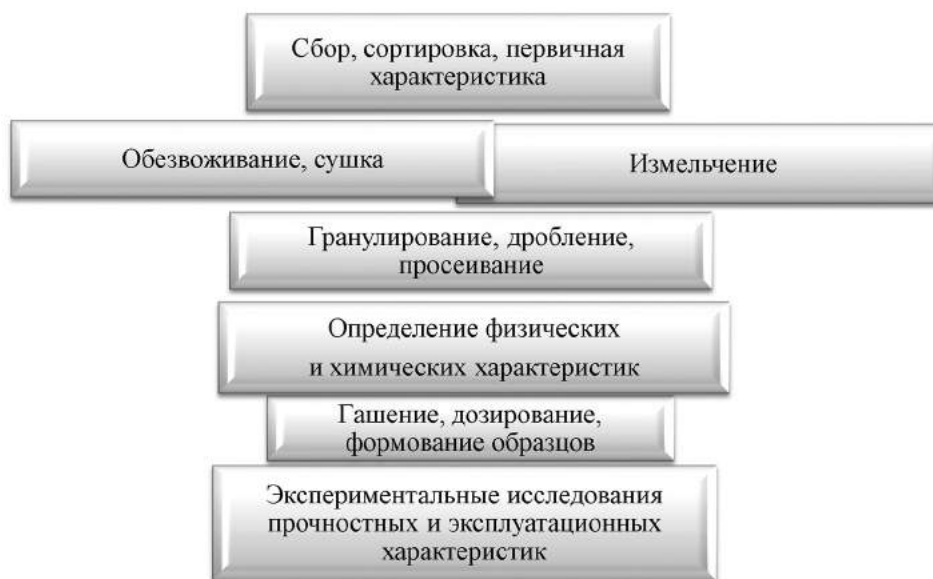 Сбор, сортировка, первичная
характеристика
Обезвоживание, сушка
Измельчение
Гранулирование, дробление,
просеивание
Определение физических
и химических характеристик
Гашение, дозирование,
формование образцов
Экспериментальные исследования
прочностных и эксплуатационных
характеристик